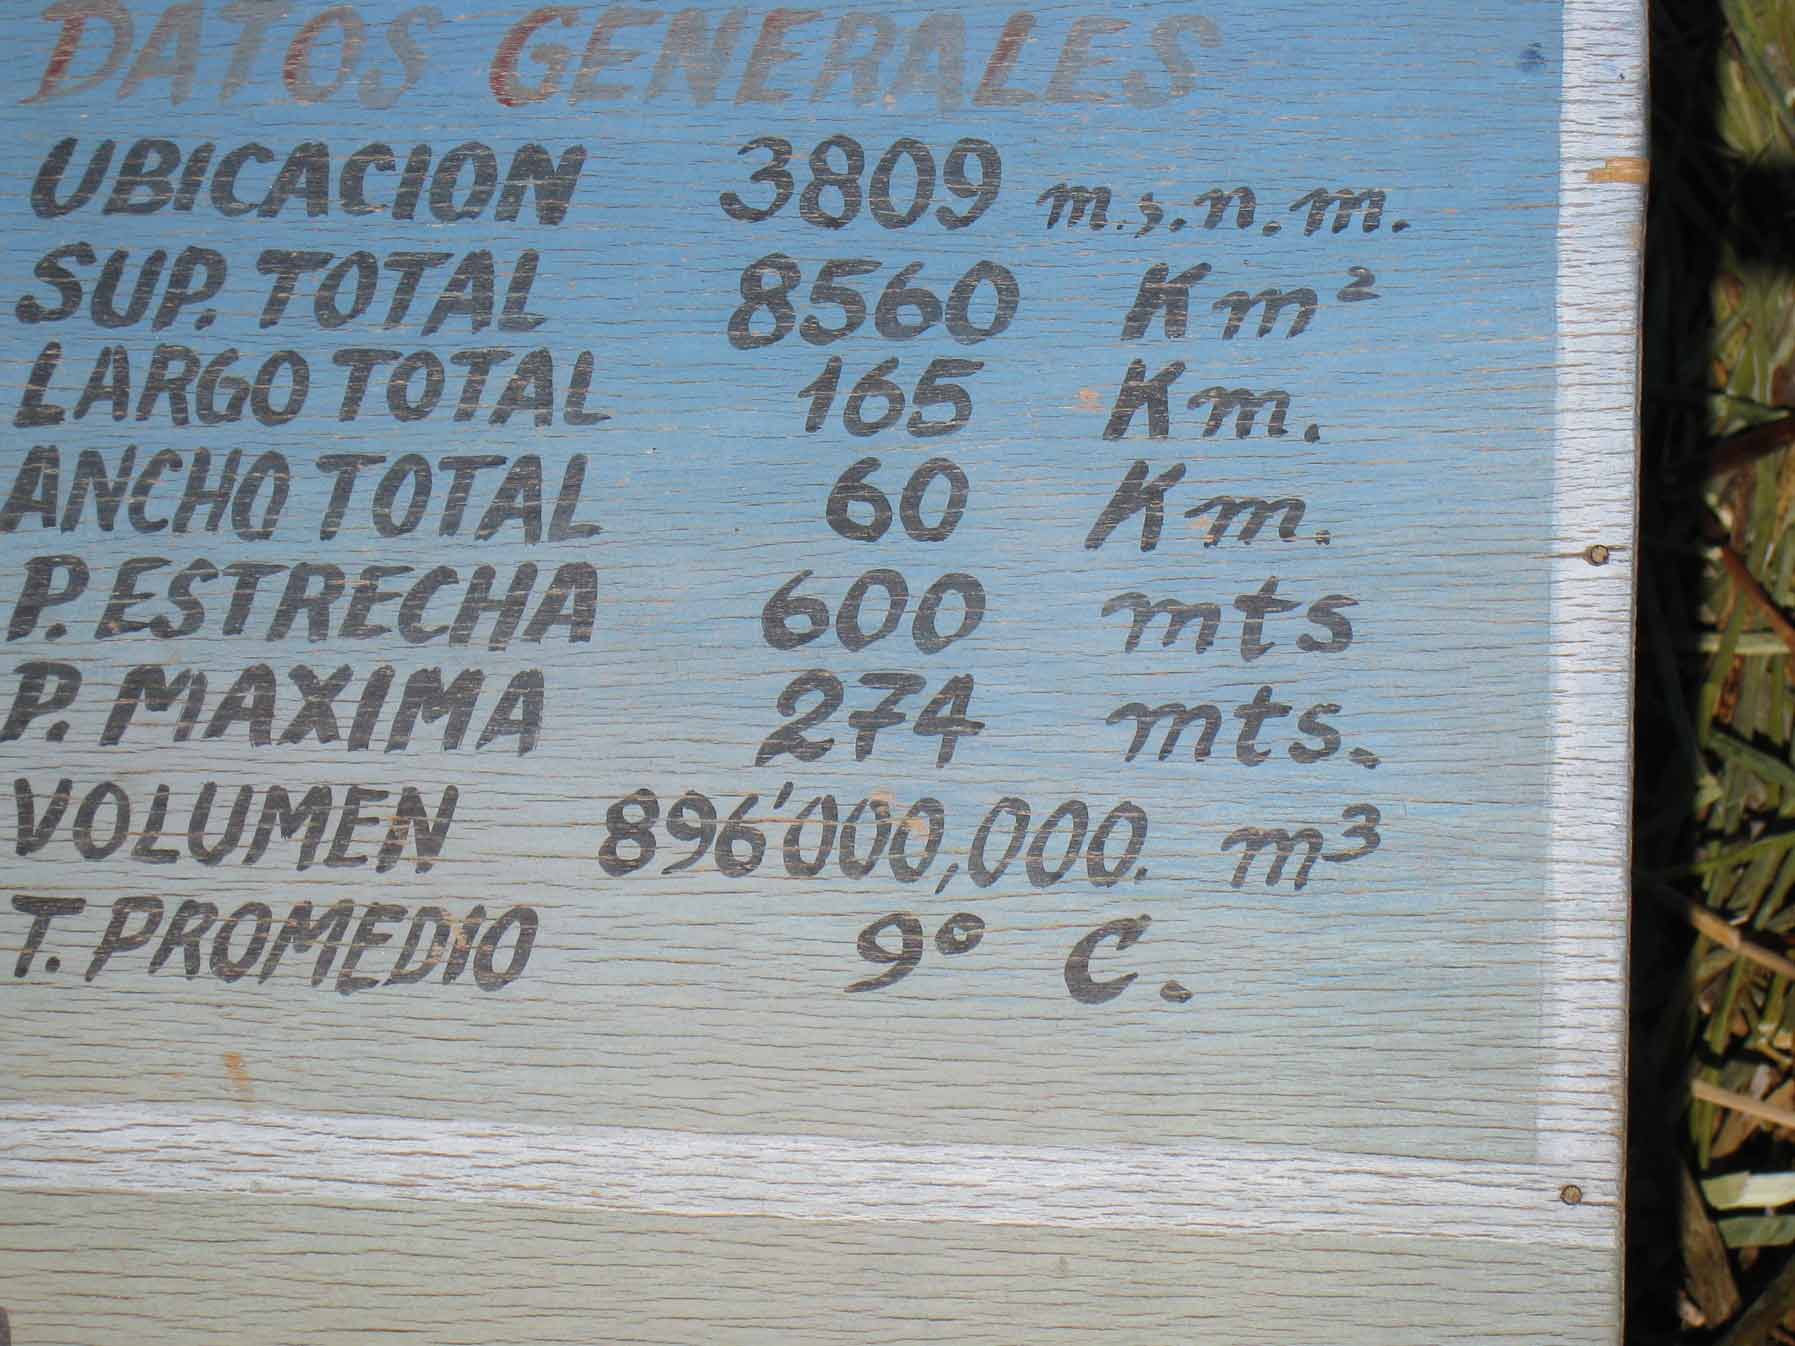 DATOS GENERALES
UBICACION 3809 m.s.n.m.
SUP. TOTAL 8560 Km²
LARGO TOTAL 165 Km.
ANCHO TOTAL 60 Km.
P. ESTRECHA 600 mts
P. MAXIMA 274 mts.
VOLUMEN 896'000,000. m³
T. PROMEDIO 9° C.